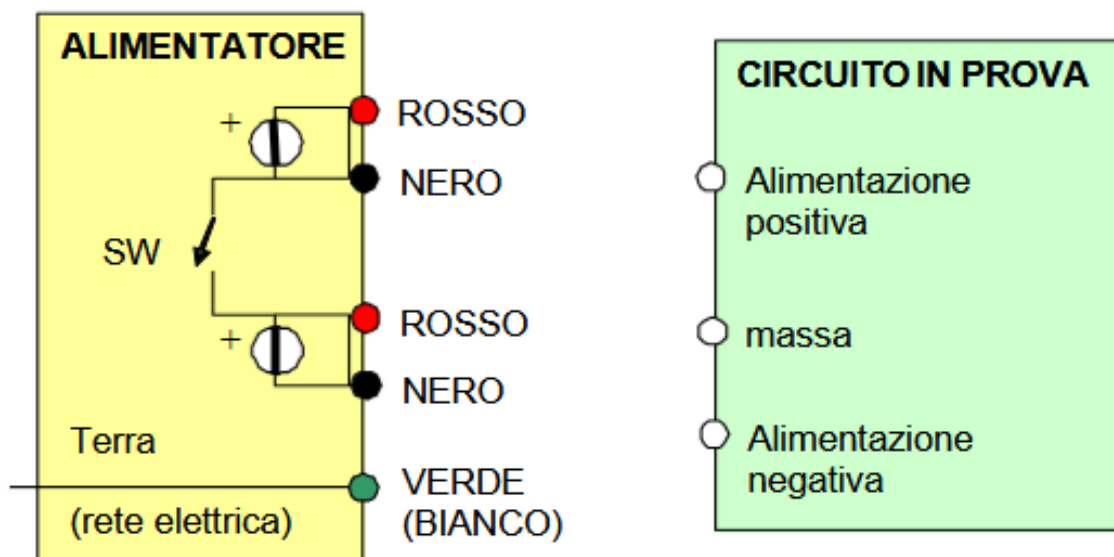 ALIMENTATORE
+
ROSSO
NERO
SW
+
ROSSO
NERO
Terra
(rete elettrica)
VERDE
(BIANCO)
CIRCUITO IN PROVA
Alimentazione
positiva
massa
Alimentazione
negativa